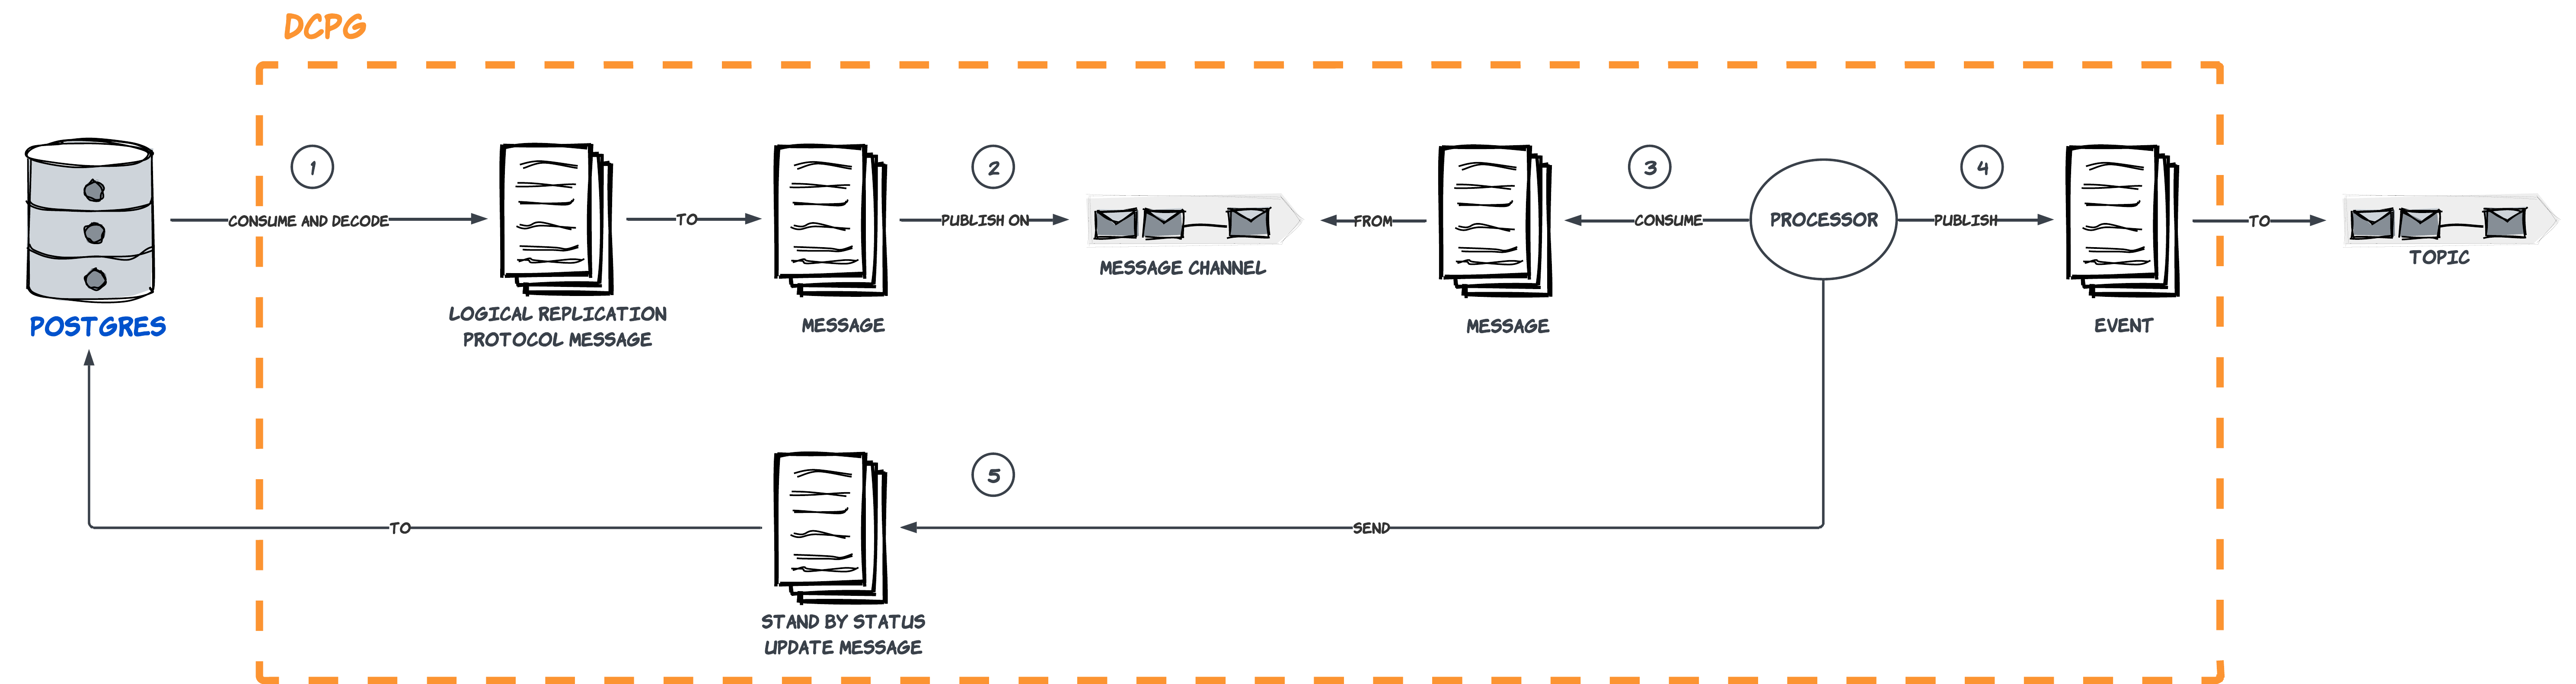 DCPG
1
2
3
4
CONSUME AND DECODE
TO
PUBLISH ON
FROM
CONSUME
PROCESSOR
PUBLISH
TO
MESSAGE CHANNEL
TOPIC
LOGICAL REPLICATION
PROTOCOL MESSAGE
POSTGRES
MESSAGE
MESSAGE
EVENT
5
TO
SEND
STAND BY STATUS
UPDATE MESSAGE